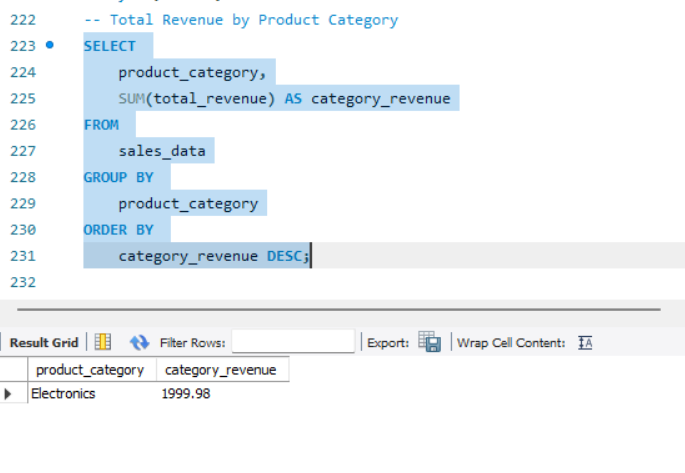 222 -- Total Revenue by Product Category
223 SELECT
224 product_category,
225 SUM(total_revenue) AS category_revenue
226 FROM
227 sales_data
228 GROUP BY
229 product_category
230 ORDER BY
231 category_revenue DESC;
232
Result Grid Filter Rows: Export: Wrap Cell Content: IA
product_category category_revenue
Electronics 1999.98